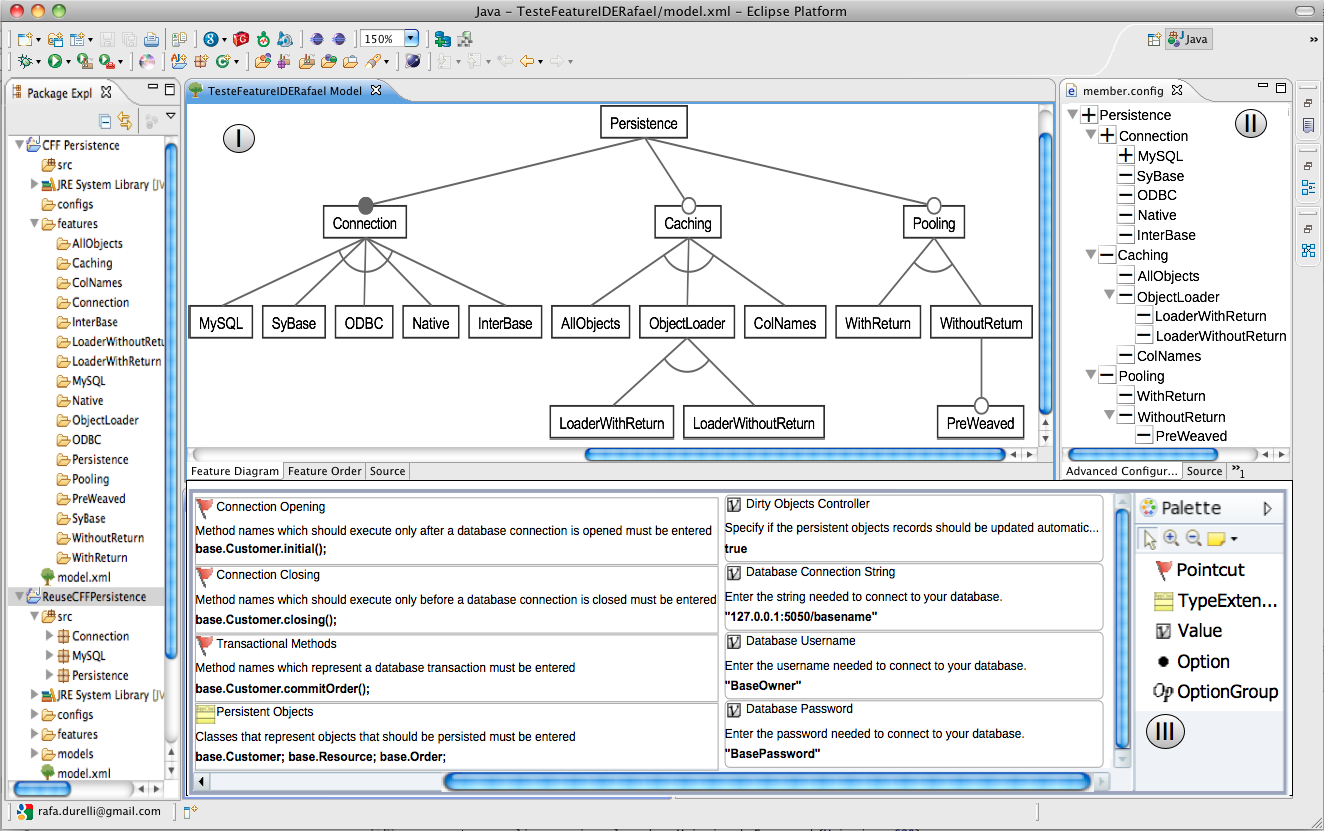 Java – TesteFeatureIDERafael/model.xml – Eclipse Platform
150%
Java
»
Package Expl
CFF Persistence
src
JRE System Library [JV
configs
features
AllObjects
Caching
ColNames
Connection
InterBase
LoaderWithoutRetu
LoaderWithReturn
MySQL
Native
ObjectLoader
ODBC
Persistence
Pooling
PreWeaved
SyBase
WithoutReturn
WithReturn
model.xml
ReuseCFFPersistence
src
Connection
MySQL
Persistence
JRE System Library [JV
configs
features
models
model.xml
TesteFeatureIDERafael Model
I
Persistence
Connection
Caching
Pooling
MySQL
SyBase
ODBC
Native
InterBase
AllObjects
ObjectLoader
ColNames
WithReturn
WithoutReturn
LoaderWithReturn
LoaderWithoutReturn
PreWeaved
Feature Diagram
Feature Order
Source
member.config
II
Persistence
Connection
MySQL
SyBase
ODBC
Native
InterBase
Caching
AllObjects
ObjectLoader
LoaderWithReturn
LoaderWithoutReturn
ColNames
Pooling
WithReturn
WithoutReturn
PreWeaved
Advanced Configur...
Source
»1
Connection Opening
Method names which should execute only after a database connection is opened must be entered
base.Customer.initial();
Connection Closing
Method names which should execute only before a database connection is closed must be entered
base.Customer.closing();
Transactional Methods
Method names which represent a database transaction must be entered
base.Customer.commitOrder();
Persistent Objects
Classes that represent objects that should be persisted must be entered
base.Customer; base.Resource; base.Order;
Dirty Objects Controller
Specify if the persistent objects records should be updated automatic...
true
Database Connection String
Enter the string needed to connect to your database.
"127.0.0.1:5050/basename"
Database Username
Enter the username needed to connect to your database.
"BaseOwner"
Database Password
Enter the password needed to connect to your database.
"BasePassword"
Palette
Pointcut
TypeExten...
Value
Option
Op OptionGroup
III
rafa.durelli@gmail.com